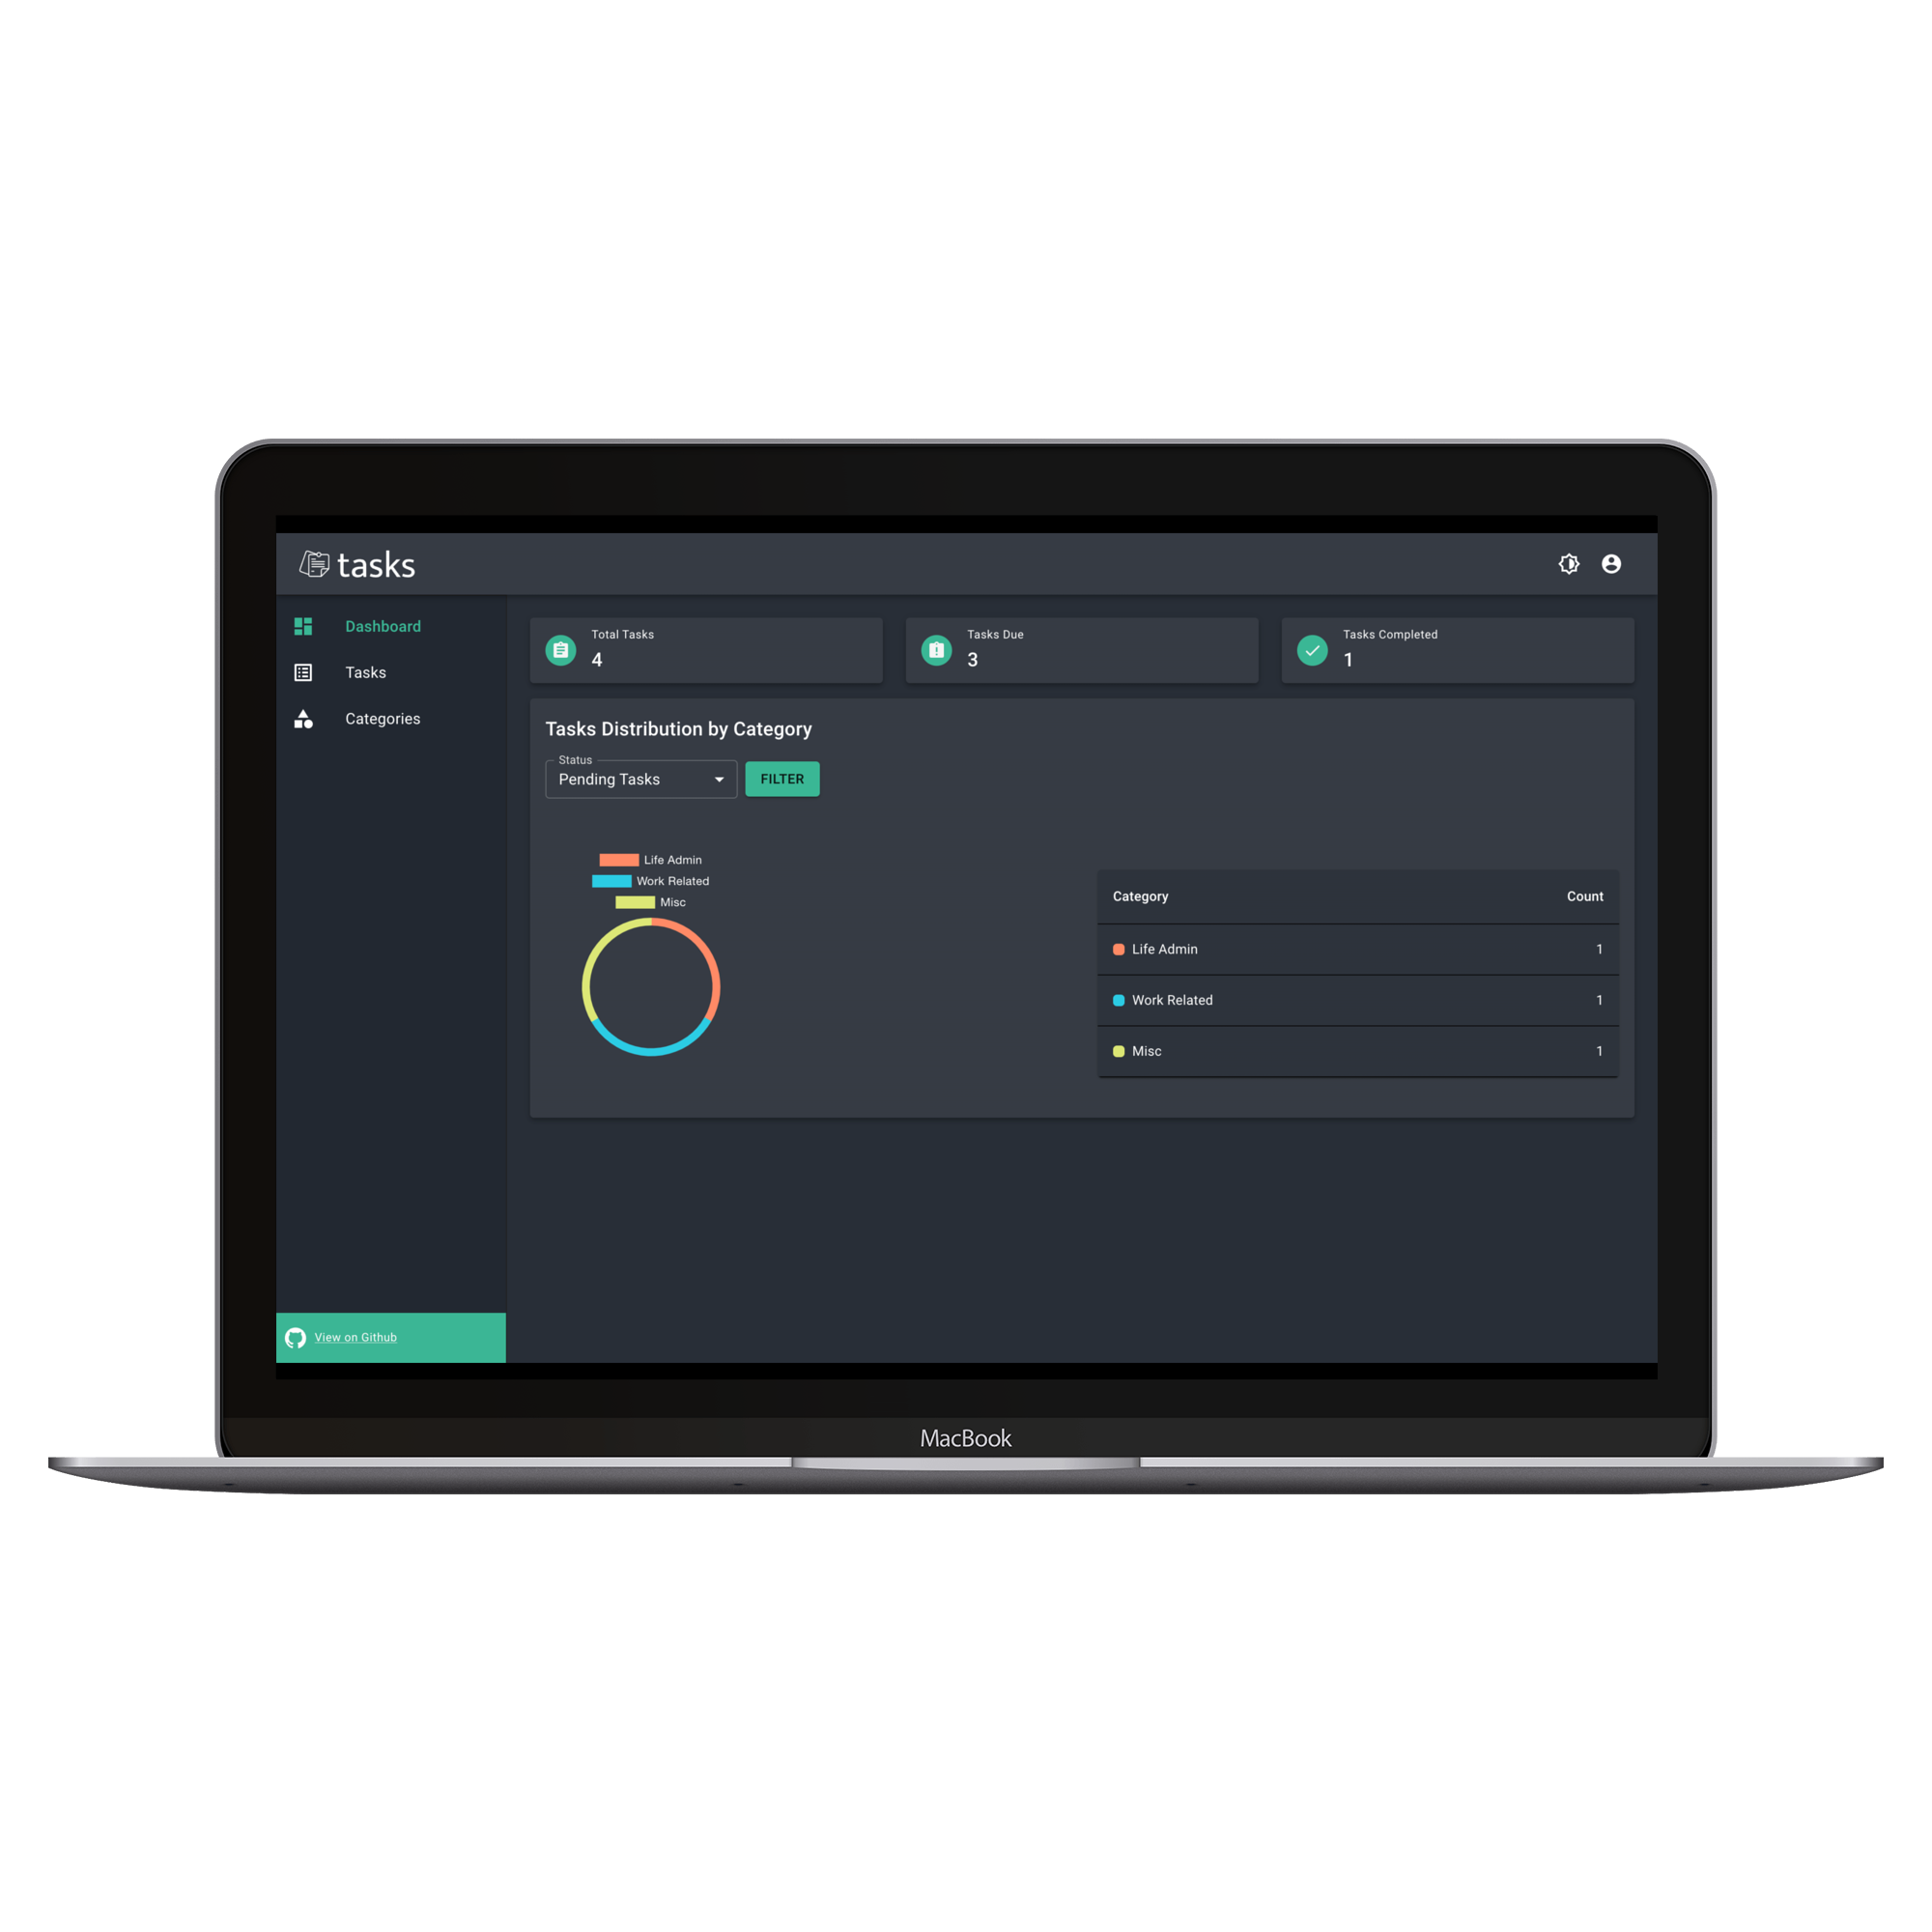 tasks
Dashboard
Tasks
Categories
Total Tasks
4
Tasks Due
3
Tasks Completed
1
Tasks Distribution by Category
Status
Pending Tasks
FILTER
Life Admin
Work Related
Misc
Category Count
Life Admin 1
Work Related 1
Misc 1
View on Github
MacBook